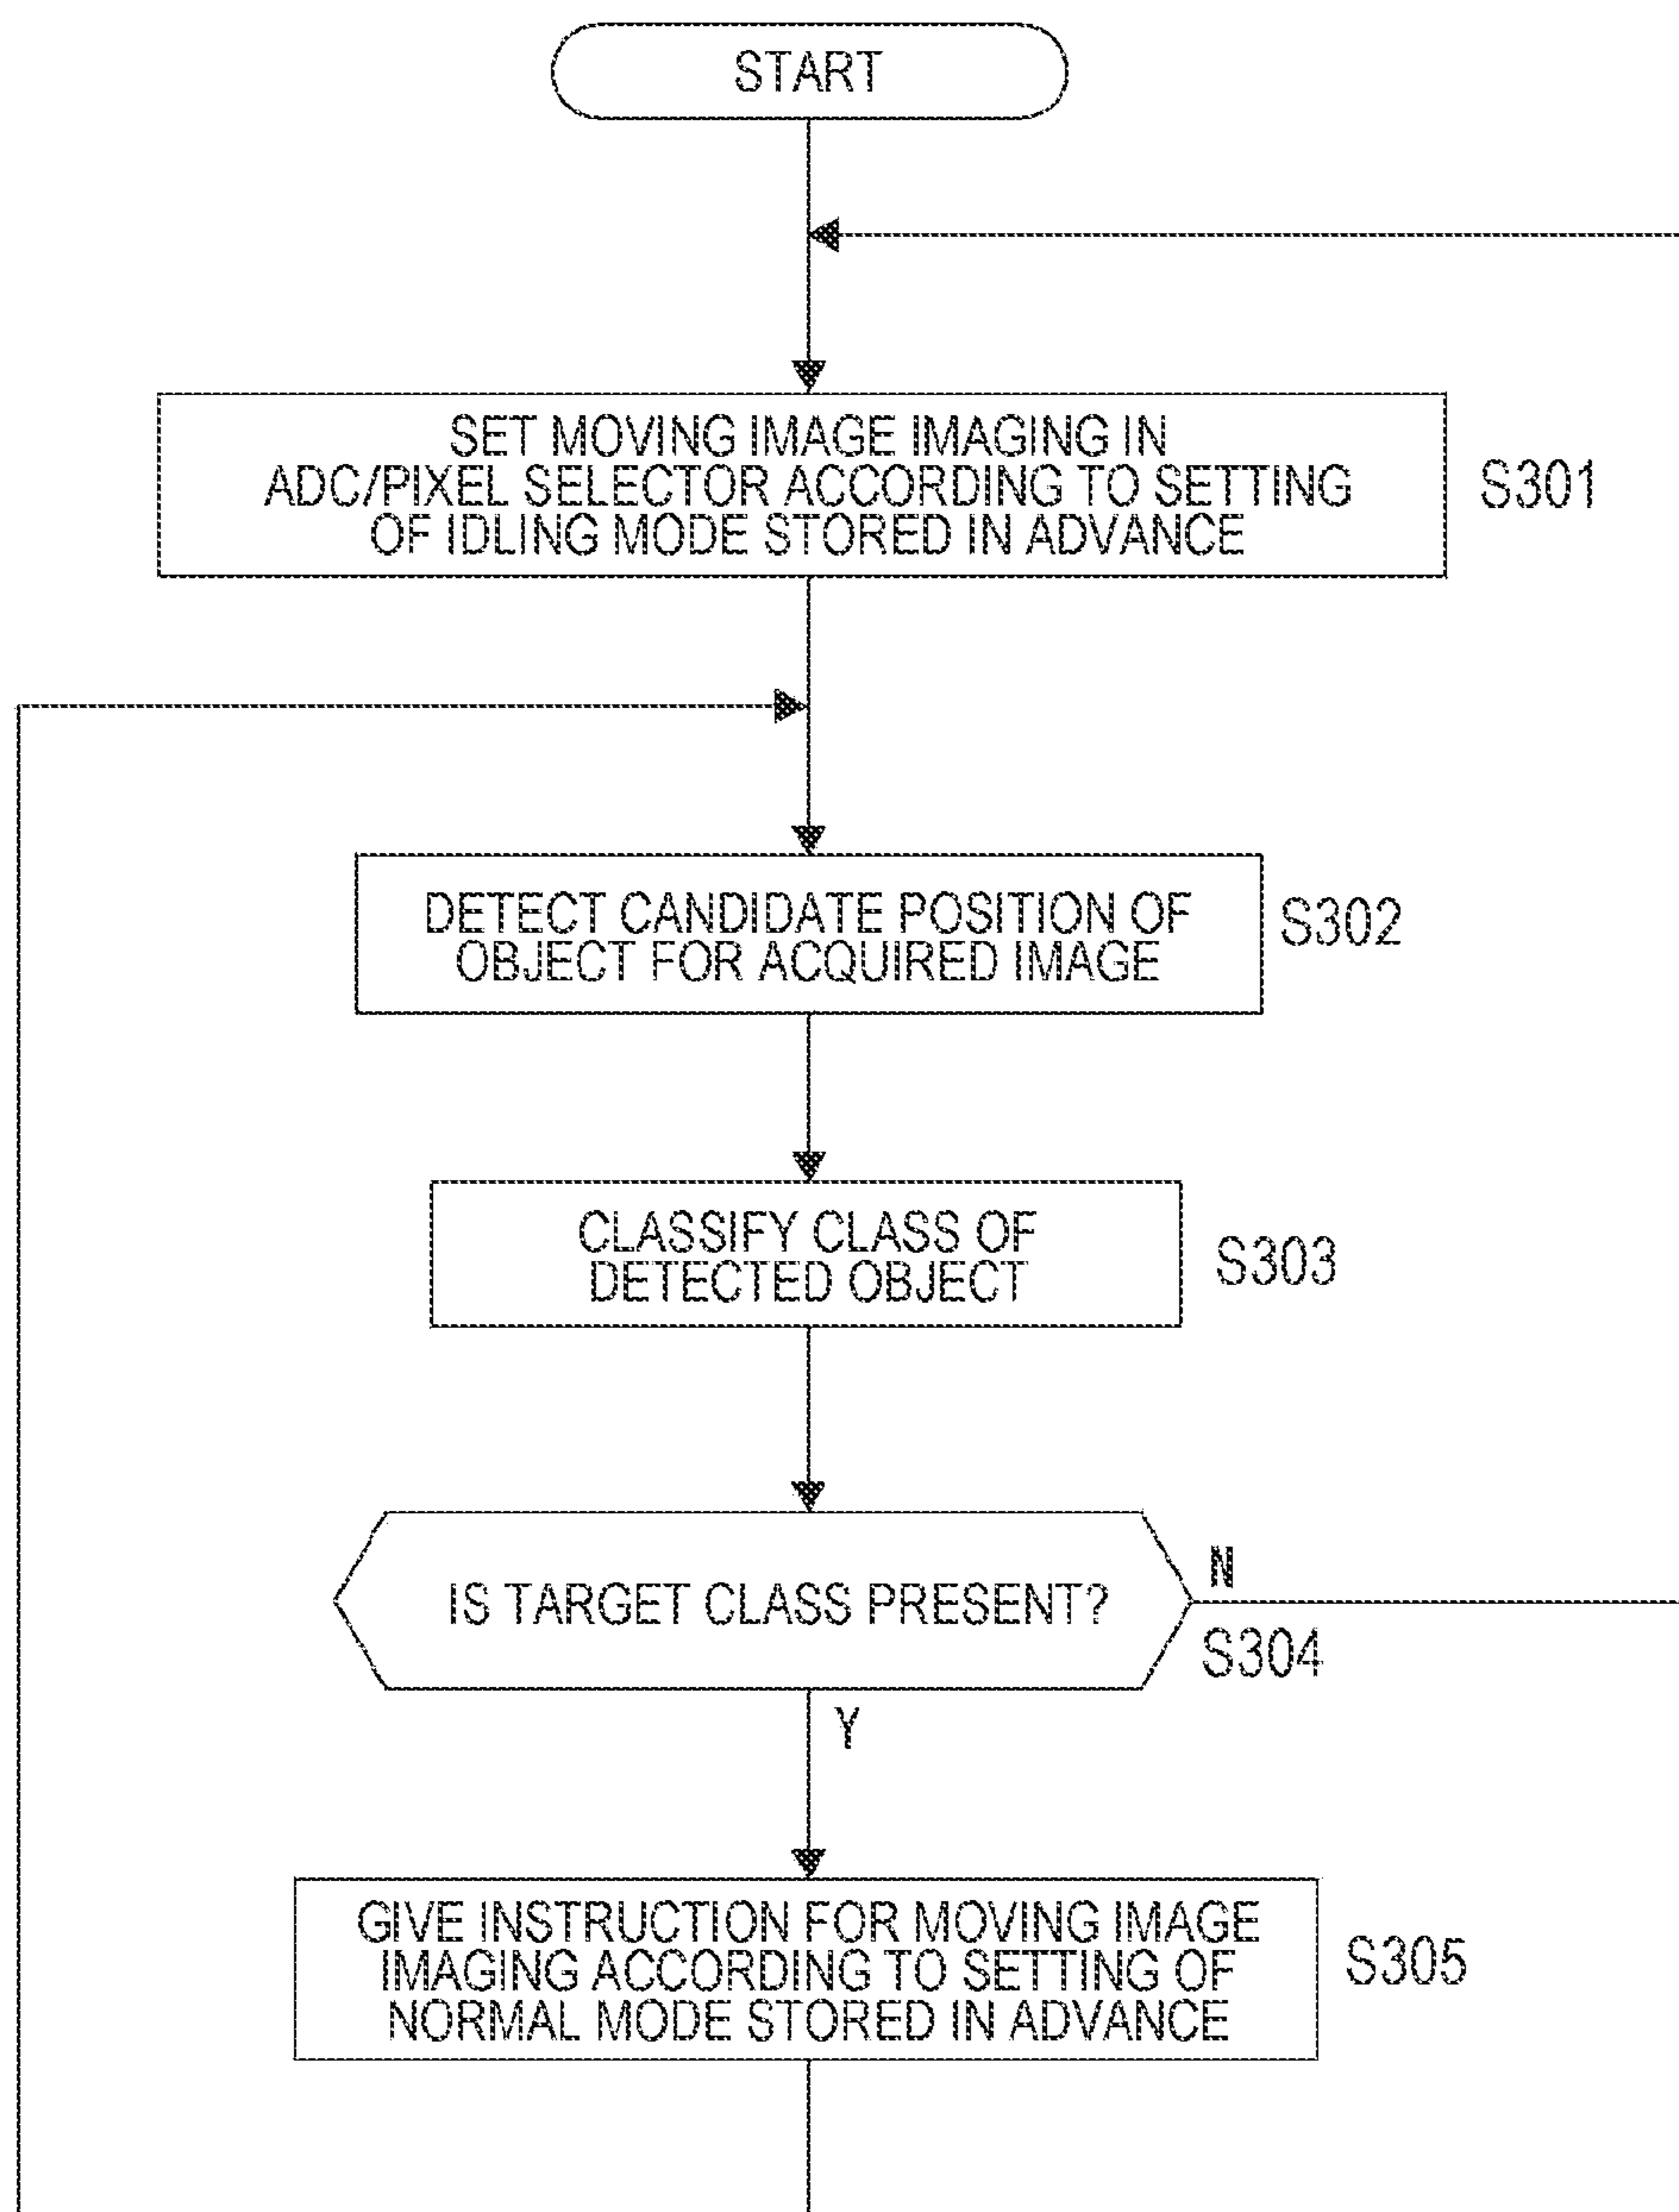 START
SET MOVING IMAGE IMAGING IN
ADC/PIXEL SELECTOR ACCORDING TO SETTING
OF IDLING MODE STORED IN ADVANCE
S301
DETECT CANDIDATE POSITION OF
OBJECT FOR ACQUIRED IMAGE
S302
CLASSIFY CLASS OF
DETECTED OBJECT
S303
IS TARGET CLASS PRESENT?
N
S304
Y
GIVE INSTRUCTION FOR MOVING IMAGE
IMAGING ACCORDING TO SETTING OF
NORMAL MODE STORED IN ADVANCE
S305